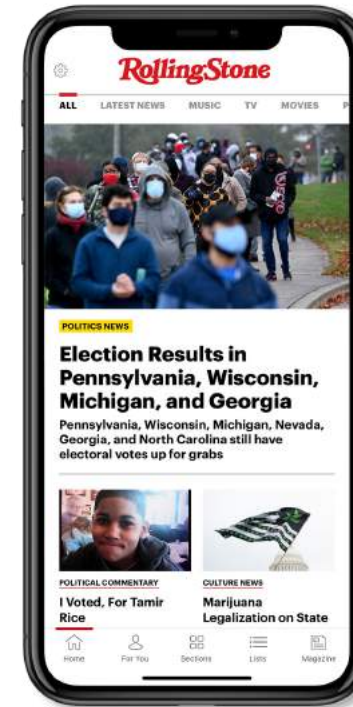 RollingStone
ALL LATEST NEWS MUSIC TV MOVIES P
POLITICS NEWS
Election Results in
Pennsylvania, Wisconsin,
Michigan, and Georgia
Pennsylvania, Wisconsin, Michigan, Nevada,
Georgia, and North Carolina still have
electoral votes up for grabs
POLITICAL COMMENTARY
I Voted, For Tamir
Rice
CULTURE NEWS
Marijuana
Legalization on State
Home For You Sections Lists Magazine